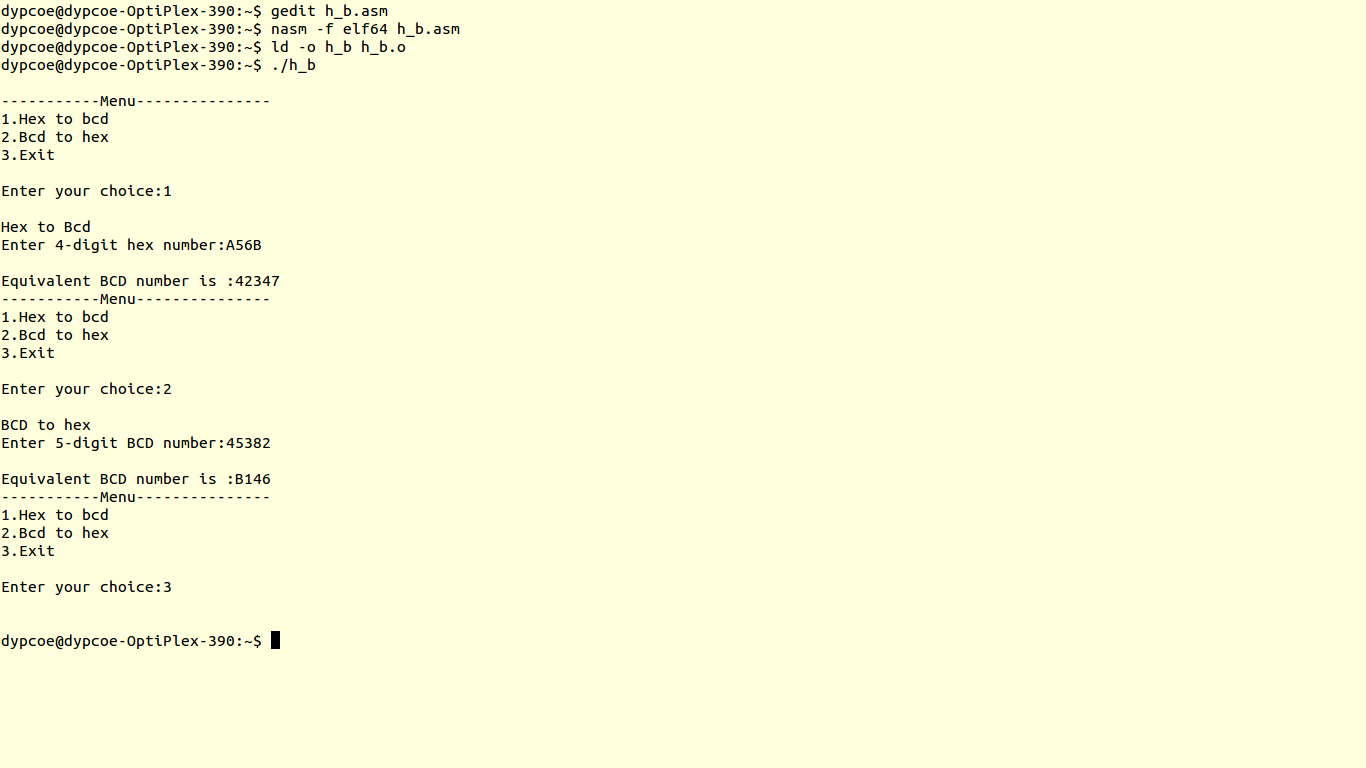 dypcoe@dypcoe-OptiPlex-390:~$ gedit h_b.asm
dypcoe@dypcoe-OptiPlex-390:~$ nasm -f elf64 h_b.asm
dypcoe@dypcoe-OptiPlex-390:~$ ld -o h_b h_b.o
dypcoe@dypcoe-OptiPlex-390:~$ ./h_b
-----------Menu---------------
1.Hex to bcd
2.Bcd to hex
3.Exit
Enter your choice:1
Hex to Bcd
Enter 4-digit hex number:A56B
Equivalent BCD number is :42347
-----------Menu---------------
1.Hex to bcd
2.Bcd to hex
3.Exit
Enter your choice:2
BCD to hex
Enter 5-digit BCD number:45382
Equivalent BCD number is :B146
-----------Menu---------------
1.Hex to bcd
2.Bcd to hex
3.Exit
Enter your choice:3
dypcoe@dypcoe-OptiPlex-390:~$